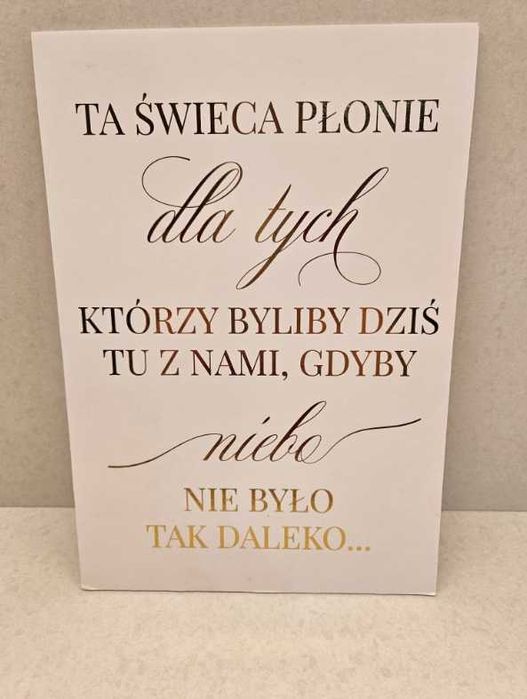 TA ŚWIECA PŁONIE
dla tych
KTÓRZY BYLIBY DZIŚ
TU Z NAMI, GDYBY
niebo
NIE BYŁO
TAK DALEKO...